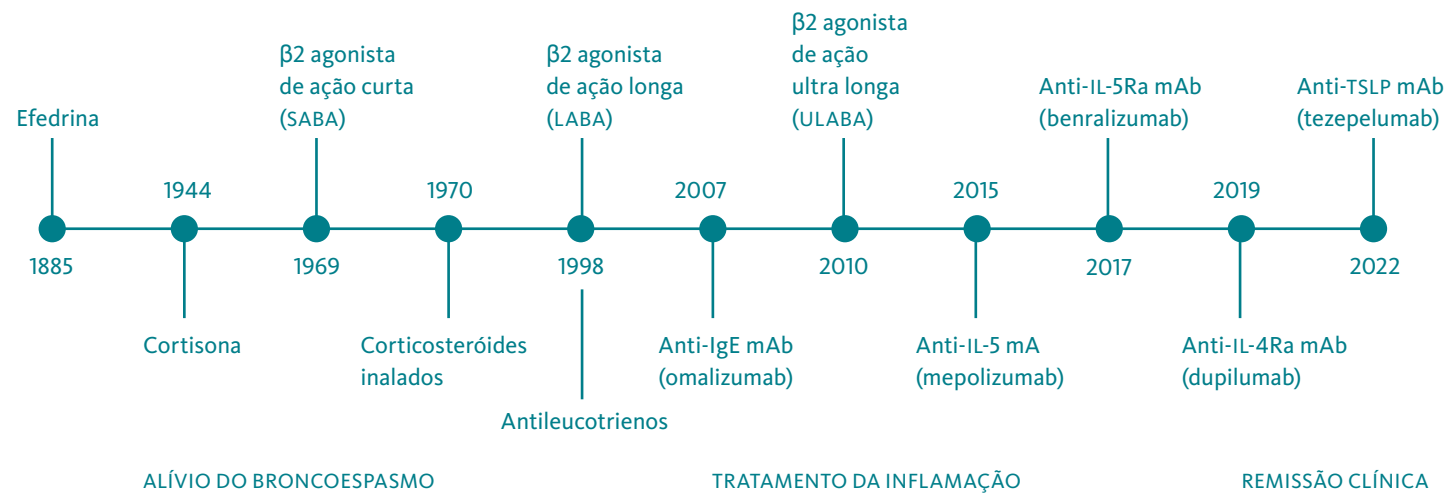 Efedrina
β2 agonista
de ação curta
(SABA)
β2 agonista
de ação longa
(LABA)
β2 agonista
de ação
ultra longa
(ULABA)
Anti-IL-5Ra mAb
(benralizumab)
Anti-TSLP mAb
(tezepelumab)
1944
1970
2007
2015
2019
1885
1969
1998
2010
2017
2022
Cortisona
Corticosteróides
inalados
Antileucotrienos
Anti-IgE mAb
(omalizumab)
Anti-IL-5 mA
(mepolizumab)
Anti-IL-4Ra mAb
(dupilumab)
ALÍVIO DO BRONCOESPASMO
TRATAMENTO DA INFLAMAÇÃO
REMISSÃO CLÍNICA